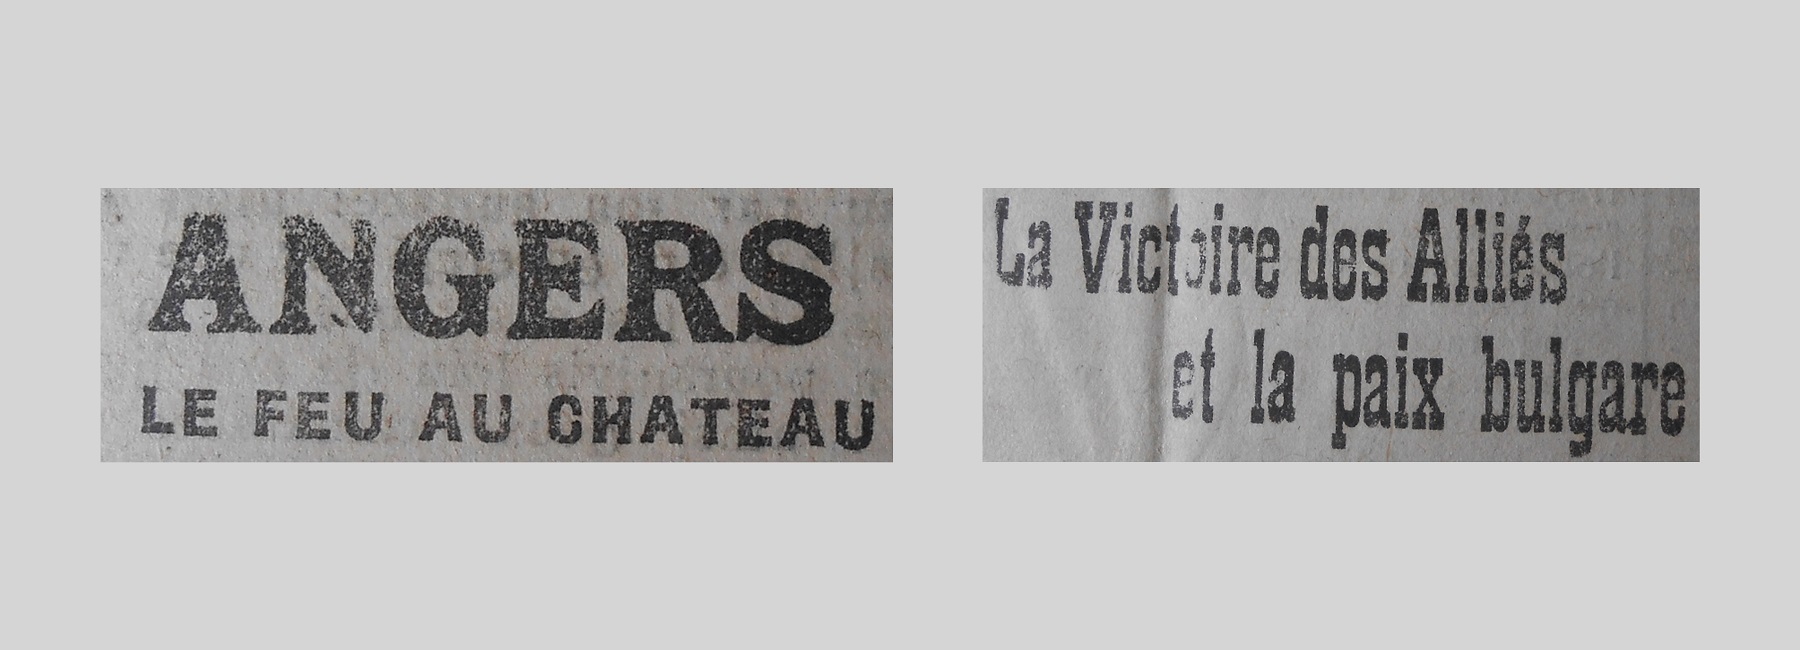 ANGERS
LE FEU AU CHATEAU
La Victoire des Alliés
et la paix bulgare